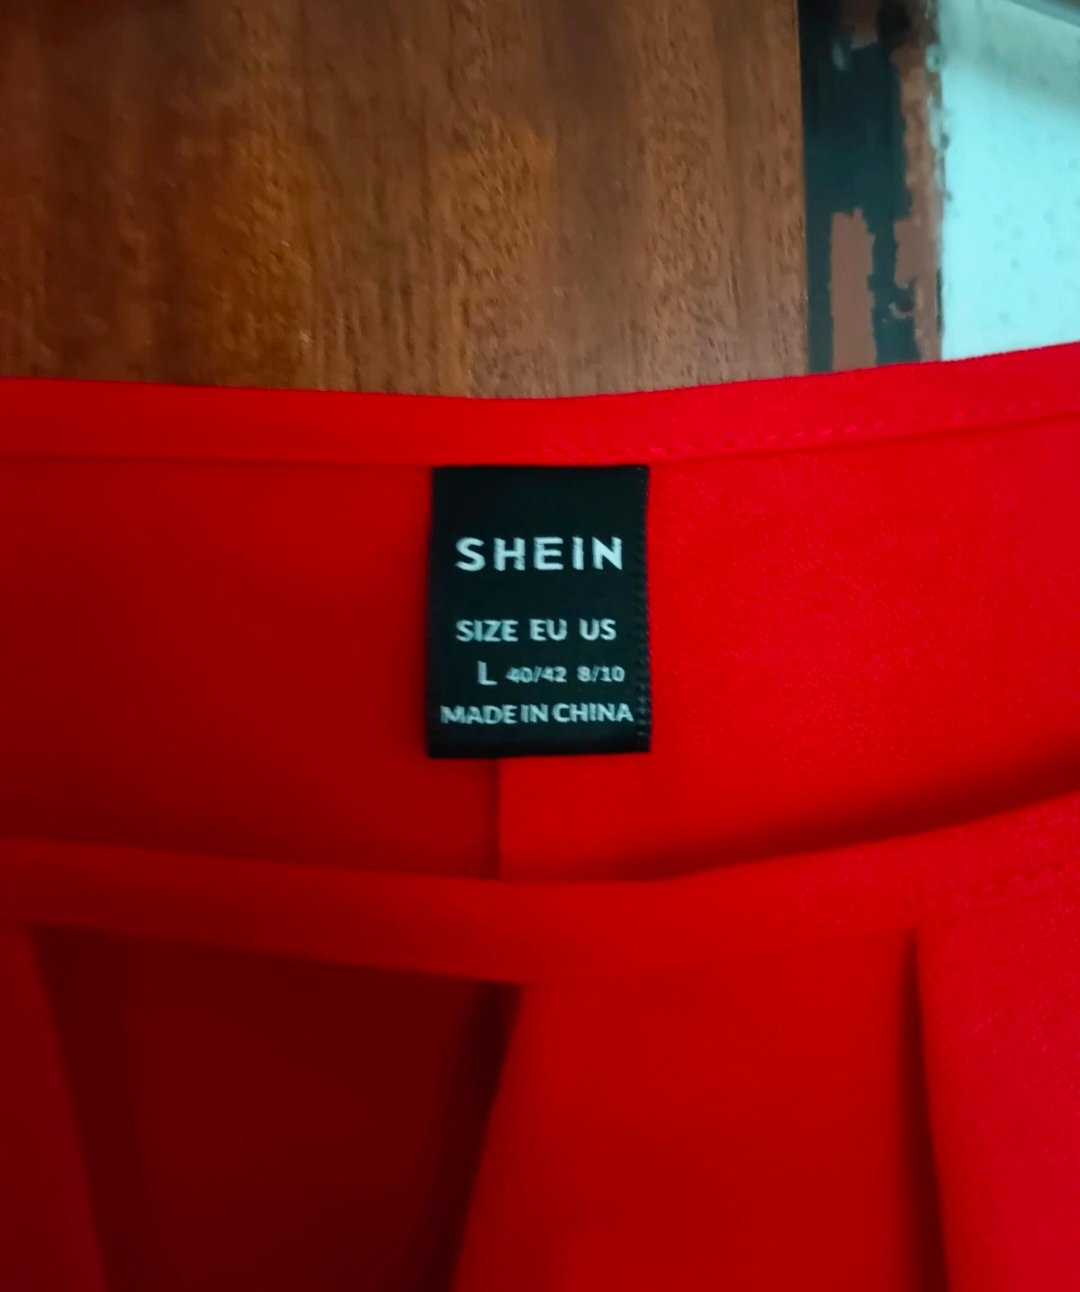 SHEIN
SIZE EU US
L 40/42 8/10
MADE IN CHINA